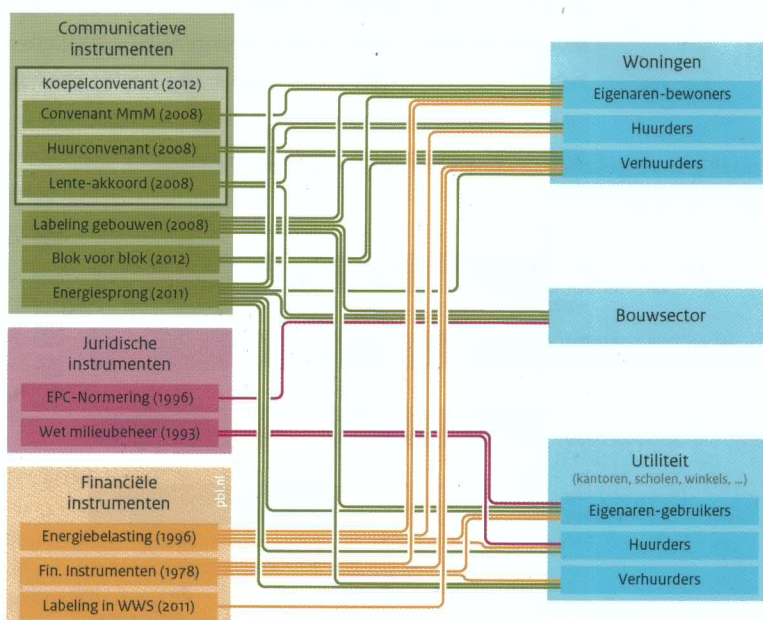 Communicatieve
instrumenten
Koepelconvenant (2012)
Convenant MmM (2008)
Huurconvenant (2008)
Lente-akkoord (2008)
Labeling gebouwen (2008)
Blok voor blok (2012)
Energiesprong (2011)
Juridische
instrumenten
EPC-Normering (1996)
Wet milieubeheer (1993)
Financiële
instrumenten
pbl.nl
Energiebelasting (1996)
Fin. Instrumenten (1978)
Labeling in WWS (2011)
Woningen
Eigenaren-bewoners
Huurders
Verhuurders
Bouwsector
Utiliteit
(kantoren, scholen, winkels, ...)
Eigenaren-gebruikers
Huurders
Verhuurders